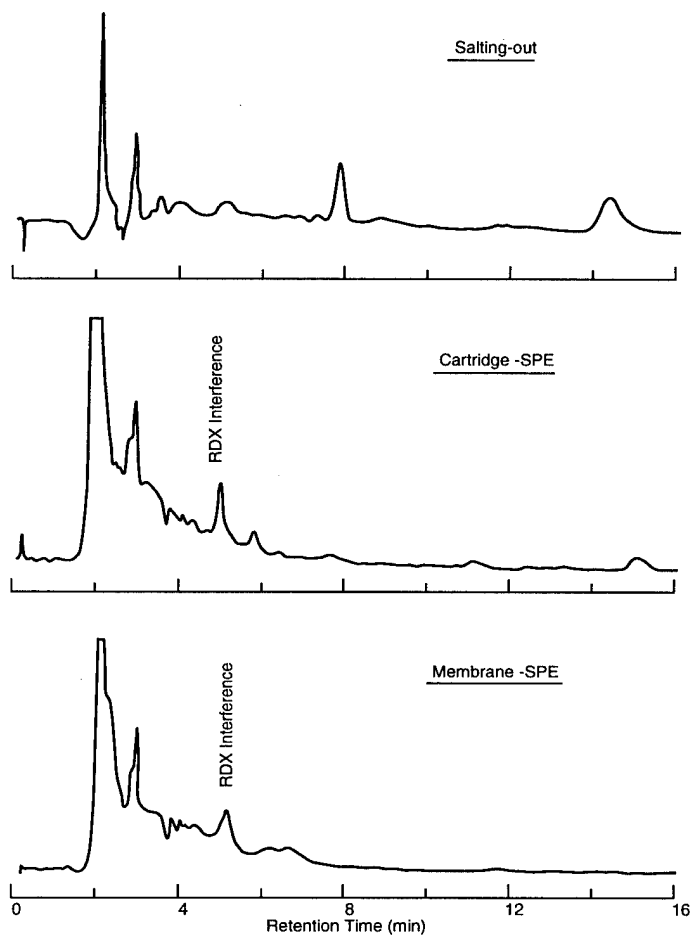 Salting-out
Cartridge -SPE
RDX Interference
Membrane -SPE
RDX Interference
0 4 8 12 16
Retention Time (min)